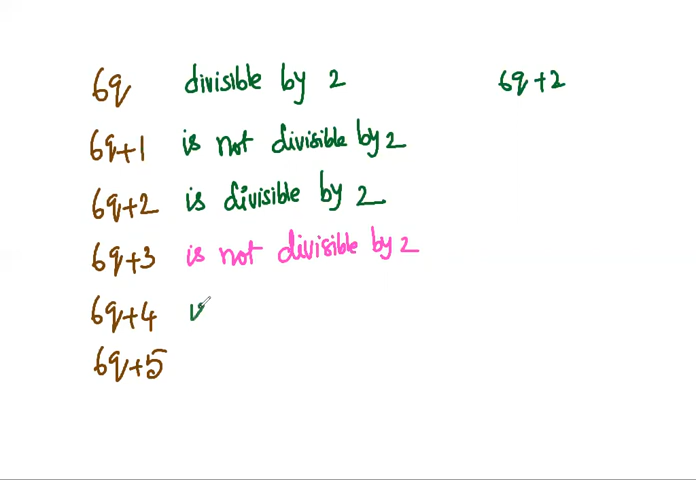 6q divisible by 2 6q+2
6q+1 is not divisible by 2
6q+2 is divisible by 2
6q+3 is not divisible by 2
6q+4
6q+5